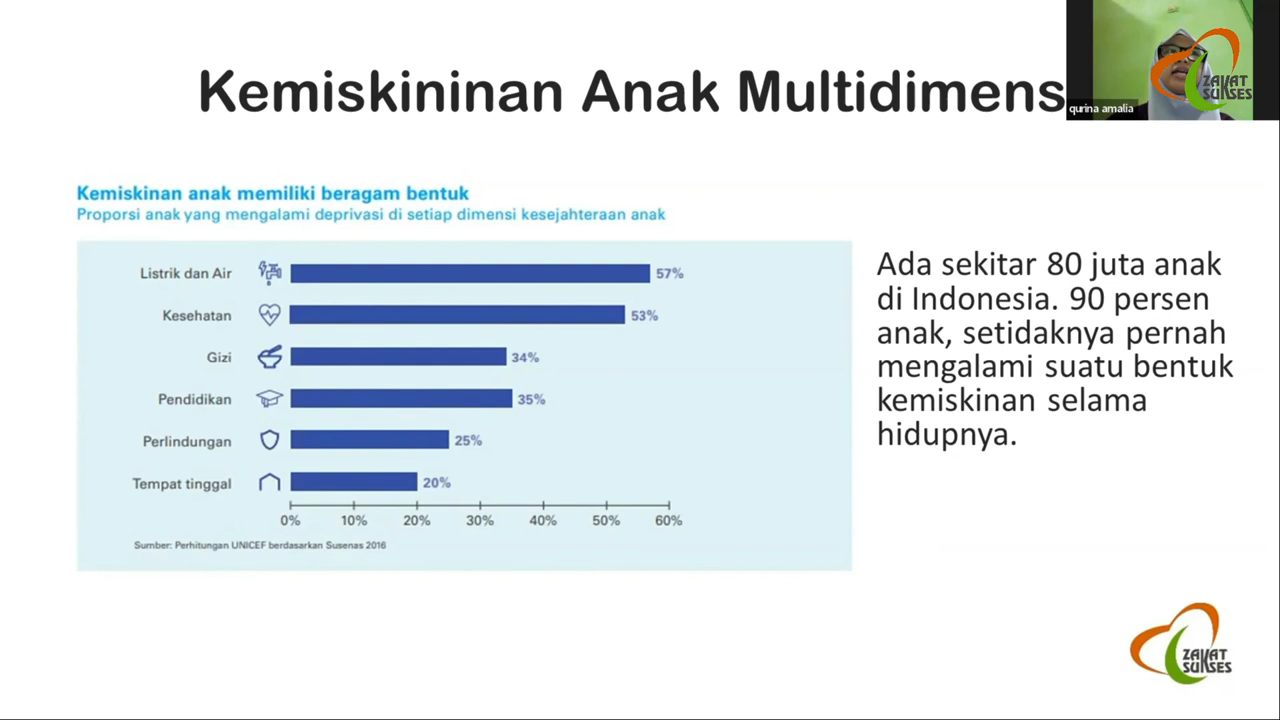 Kemiskininan Anak Multidimens
qurina amalia
ZAKAT
SUKSES
Kemiskinan anak memiliki beragam bentuk
Proporsi anak yang mengalami deprivasi di setiap dimensi kesejahteraan anak
Listrik dan Air 57%
Kesehatan 53%
Gizi 34%
Pendidikan 35%
Perlindungan 25%
Tempat tinggal 20%
0% 10% 20% 30% 40% 50% 60%
Sumber: Perhitungan UNICEF berdasarkan Susenas 2016
Ada sekitar 80 juta anak
di Indonesia. 90 persen
anak, setidaknya pernah
mengalami suatu bentuk
kemiskinan selama
hidupnya.
ZAKAT
SUKSES